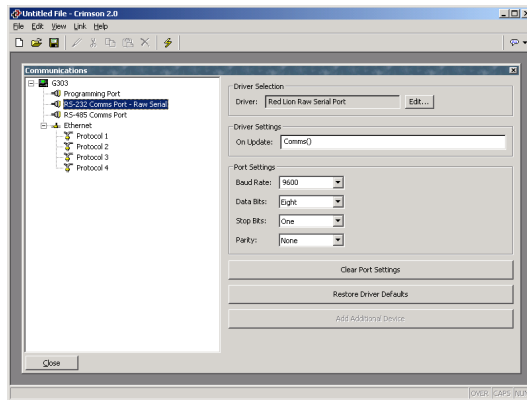 Untitled File - Crimson 2.0
File Edit View Link Help
Communications
G303
Programming Port
RS-232 Comms Port - Raw Serial
RS-485 Comms Port
Ethernet
Protocol 1
Protocol 2
Protocol 3
Protocol 4
Driver Selection
Driver: Red Lion Raw Serial Port Edit...
Driver Settings
On Update: Comms()
Port Settings
Baud Rate: 9600
Data Bits: Eight
Stop Bits: One
Parity: None
Clear Port Settings
Restore Driver Defaults
Add Additional Device
Close
OVER CAPS NUM